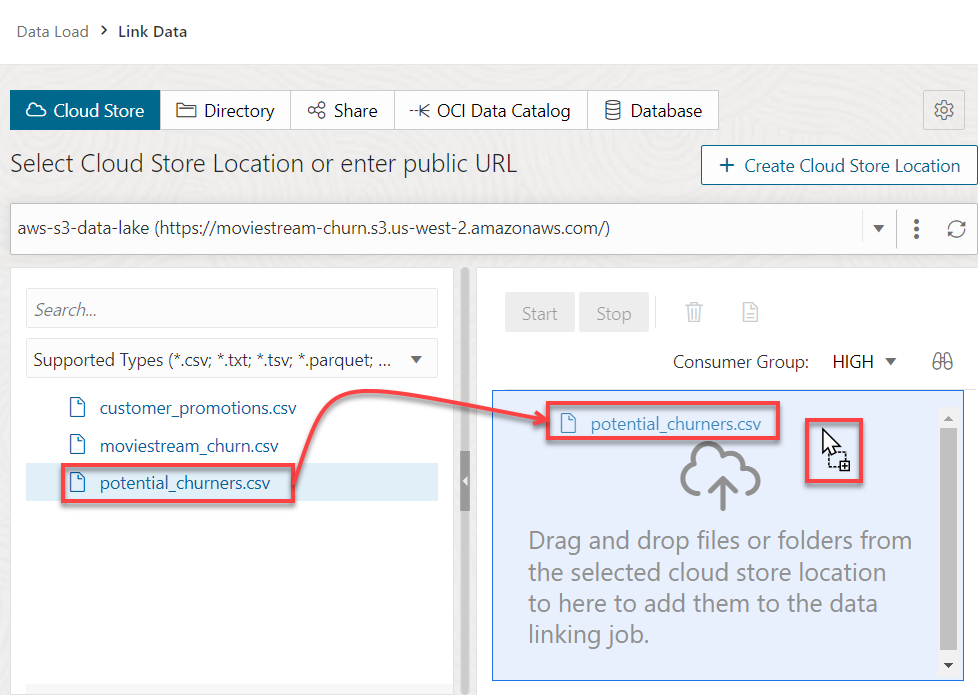 Data Load > Link Data
Cloud Store Directory Share OCI Data Catalog Database
Select Cloud Store Location or enter public URL
+ Create Cloud Store Location
aws-s3-data-lake (https://moviestream-churn.s3.us-west-2.amazonaws.com/)
Search...
Supported Types (*.csv; *.txt; *.tsv; *.parquet; ...
customer_promotions.csv
moviestream_churn.csv
potential_churners.csv
Start Stop
Consumer Group: HIGH
potential_churners.csv
Drag and drop files or folders from
the selected cloud store location
to here to add them to the data
linking job.